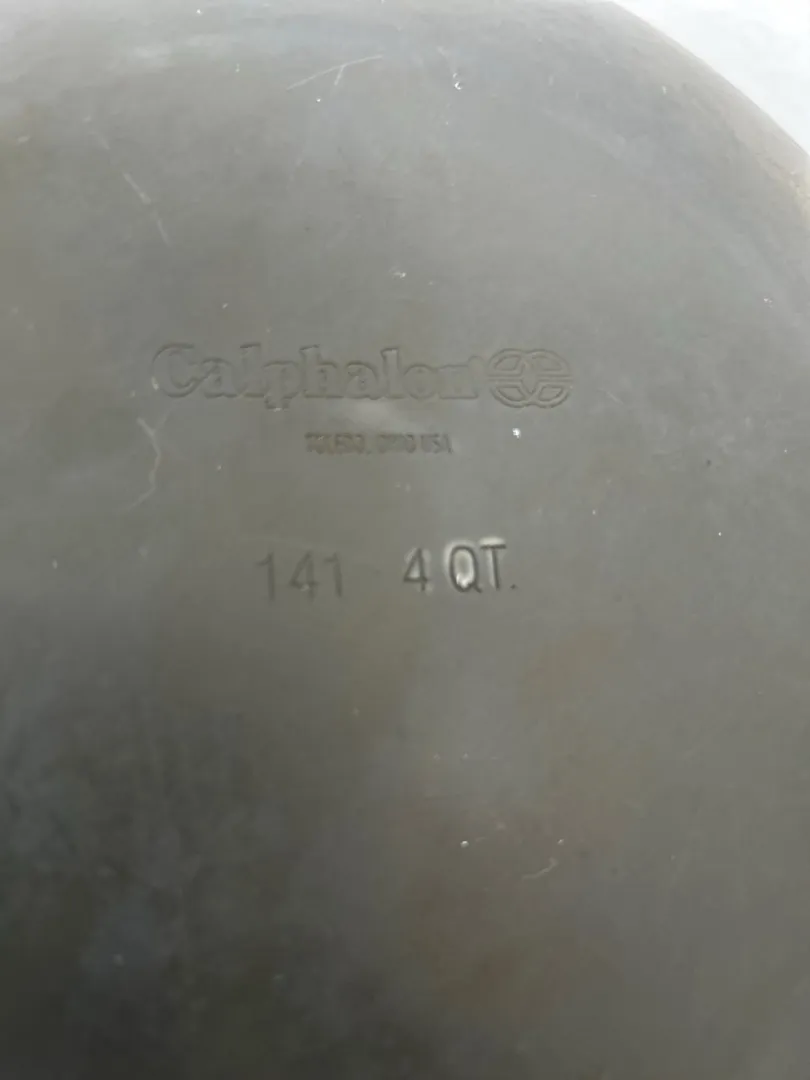 Calphalon
TOLEDO, OHIO USA
141 4 QT.